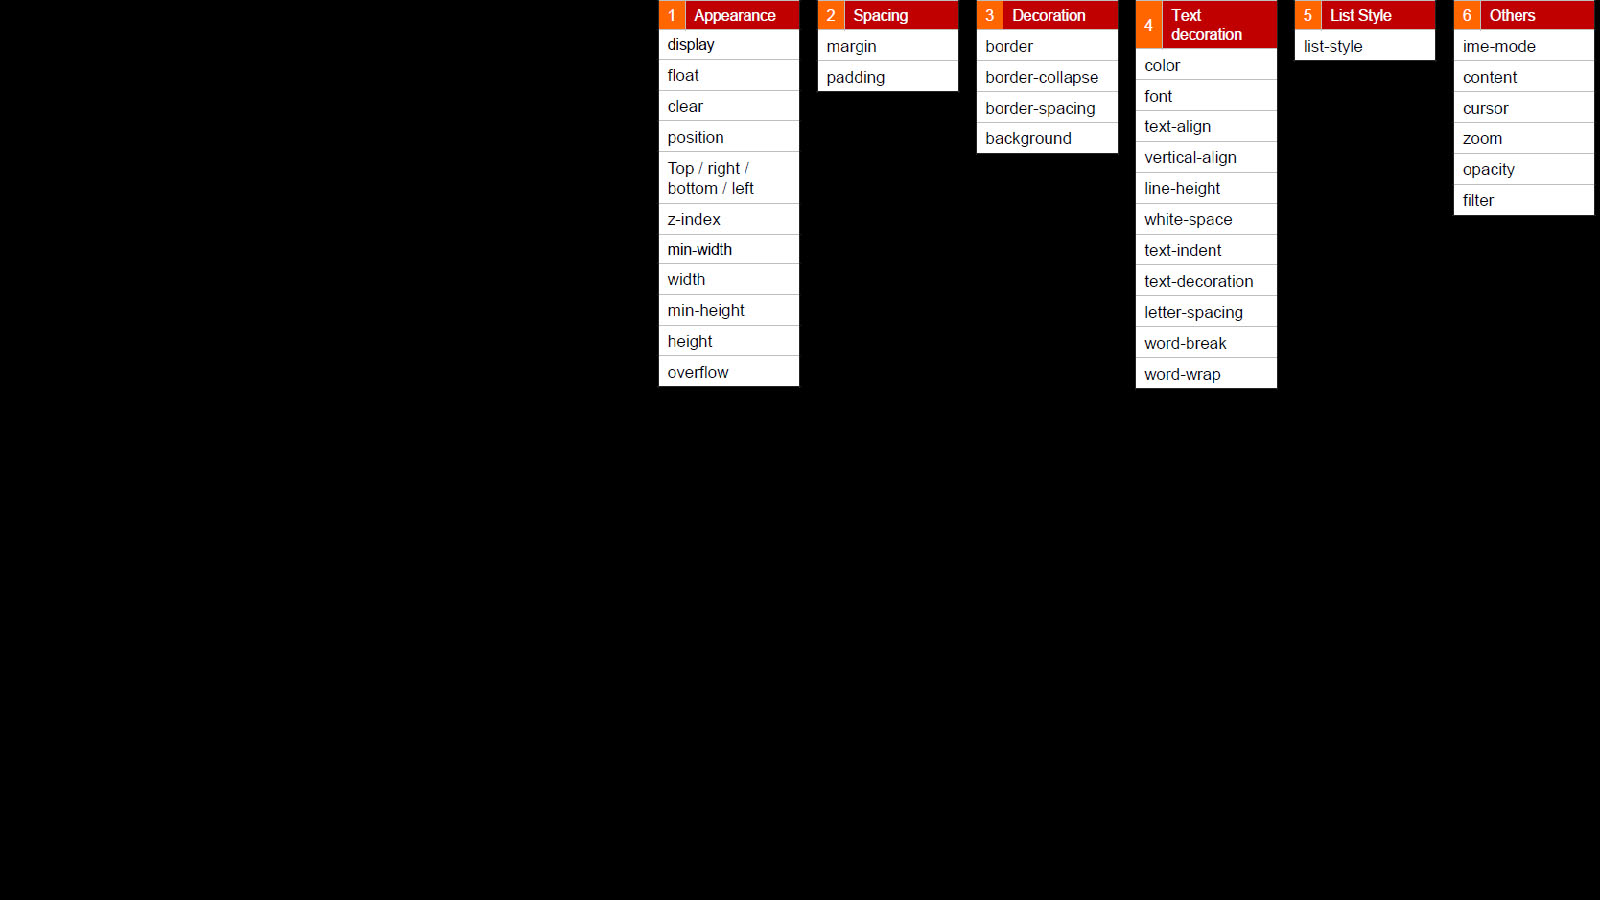 1 Appearance
display
float
clear
position
Top / right /
bottom / left
z-index
min-width
width
min-height
height
overflow
2 Spacing
margin
padding
3 Decoration
border
border-collapse
border-spacing
background
4 Text
decoration
color
font
text-align
vertical-align
line-height
white-space
text-indent
text-decoration
letter-spacing
word-break
word-wrap
5 List Style
list-style
6 Others
ime-mode
content
cursor
zoom
opacity
filter